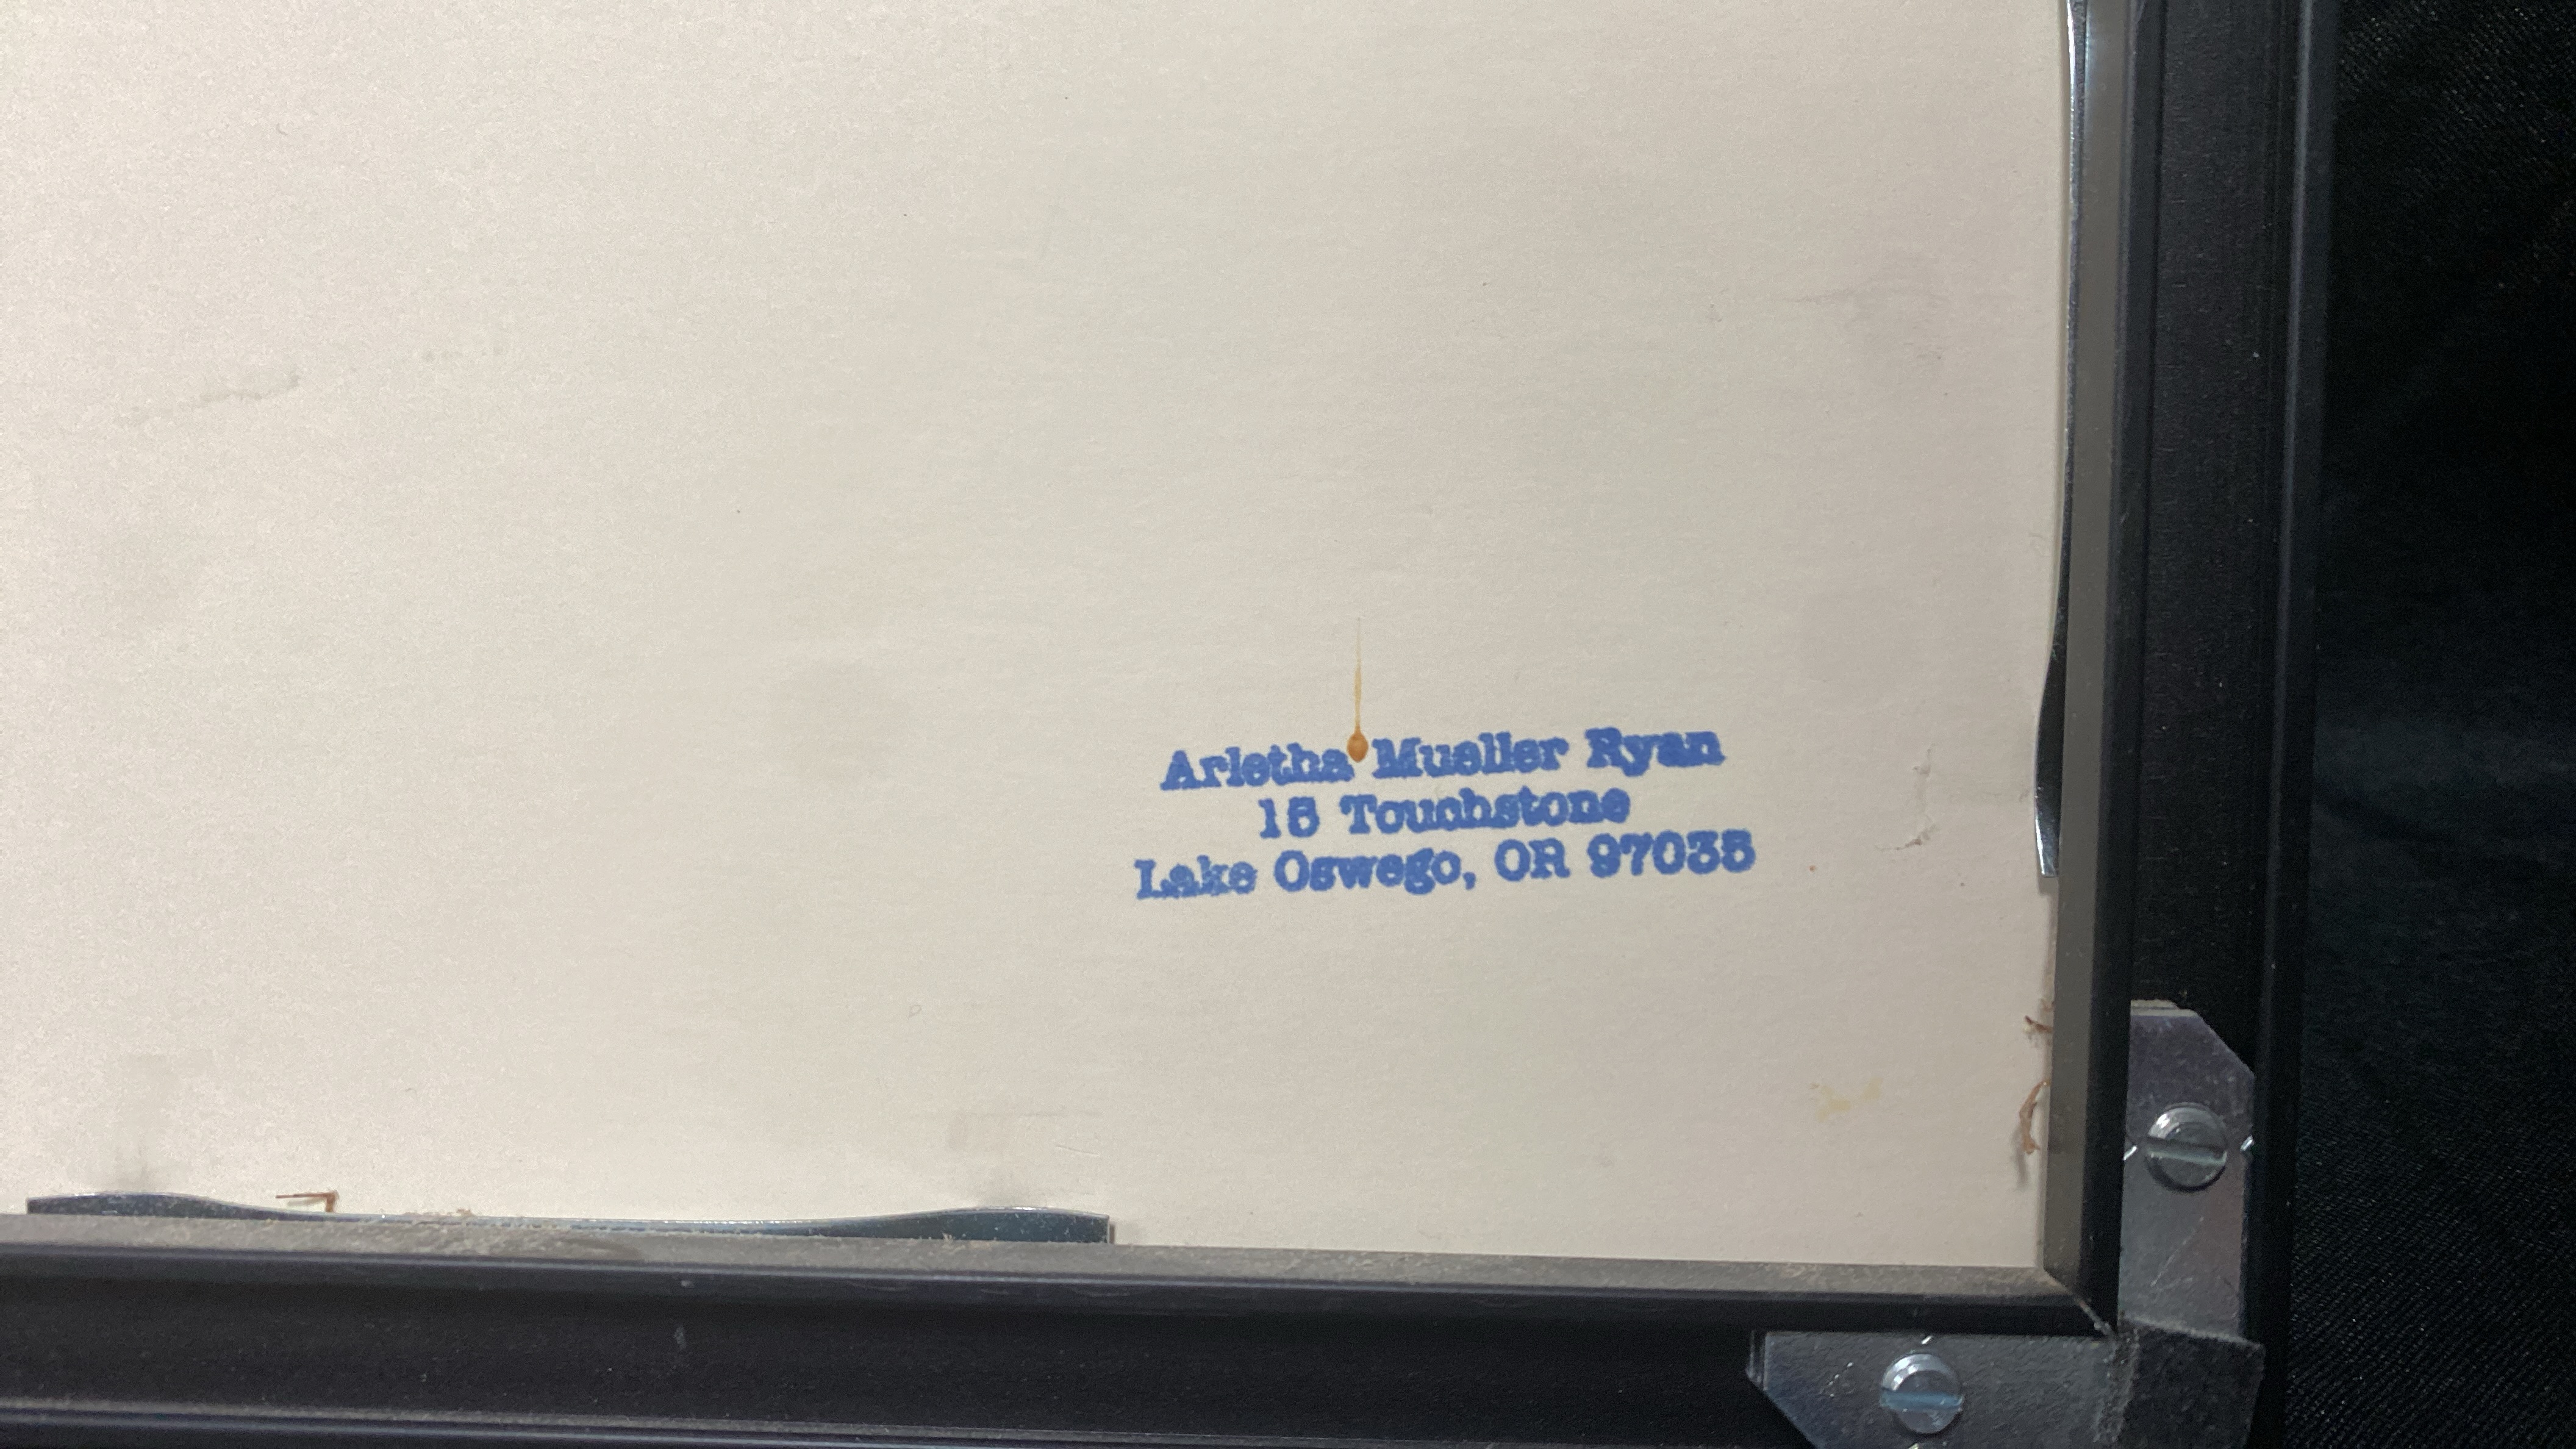 Arletha Mueller Ryan
15 Touchstone
Lake Oswego, OR 97035